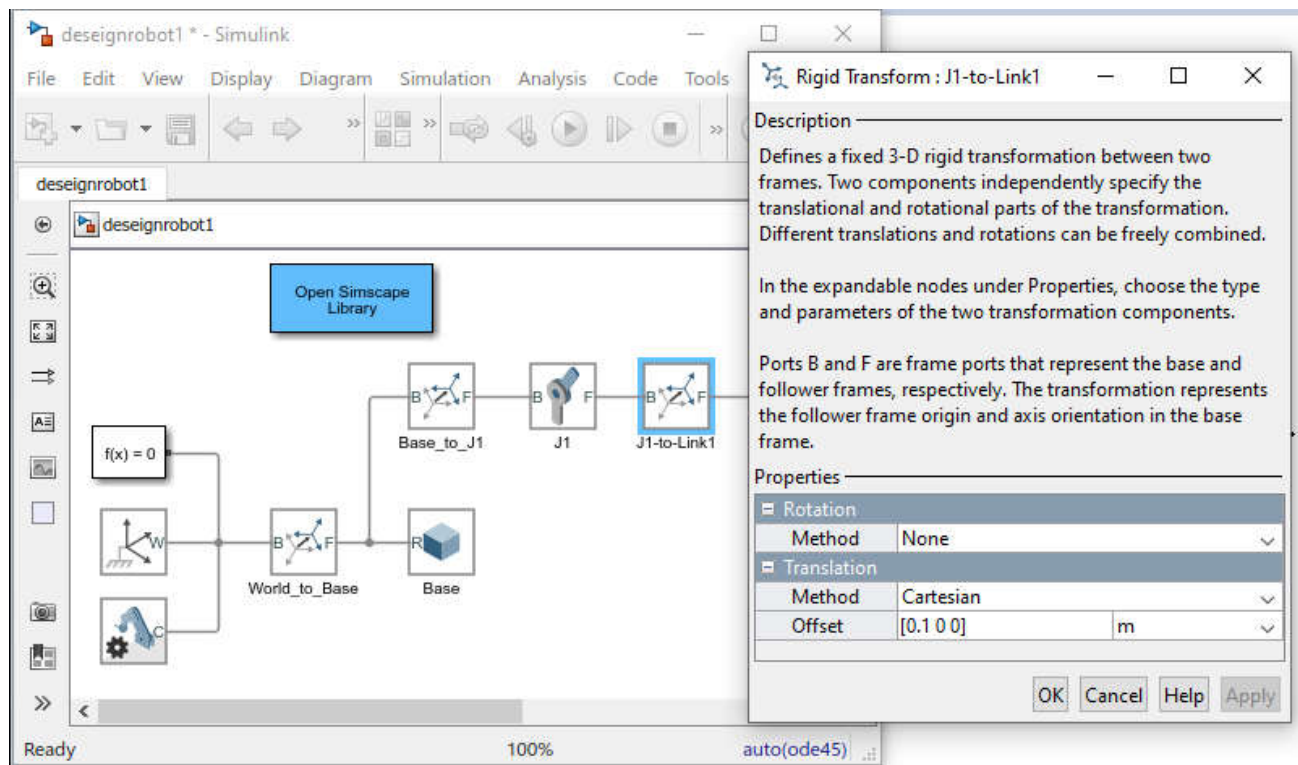 deseignrobot1 * - Simulink
File Edit View Display Diagram Simulation Analysis Code Tools
deseignrobot1
deseignrobot1
Open Simscape
Library
B F
Base_to_J1
B F
J1
B F
J1-to-Link1
f(x) = 0
W
B F
World_to_Base
R
Base
C
Ready 100% auto(ode45)
Rigid Transform : J1-to-Link1
Description
Defines a fixed 3-D rigid transformation between two
frames. Two components independently specify the
translational and rotational parts of the transformation.
Different translations and rotations can be freely combined.
In the expandable nodes under Properties, choose the type
and parameters of the two transformation components.
Ports B and F are frame ports that represent the base and
follower frames, respectively. The transformation represents
the follower frame origin and axis orientation in the base
frame.
Properties
Rotation
Method None
Translation
Method Cartesian
Offset [0.1 0 0] m
OK Cancel Help Apply